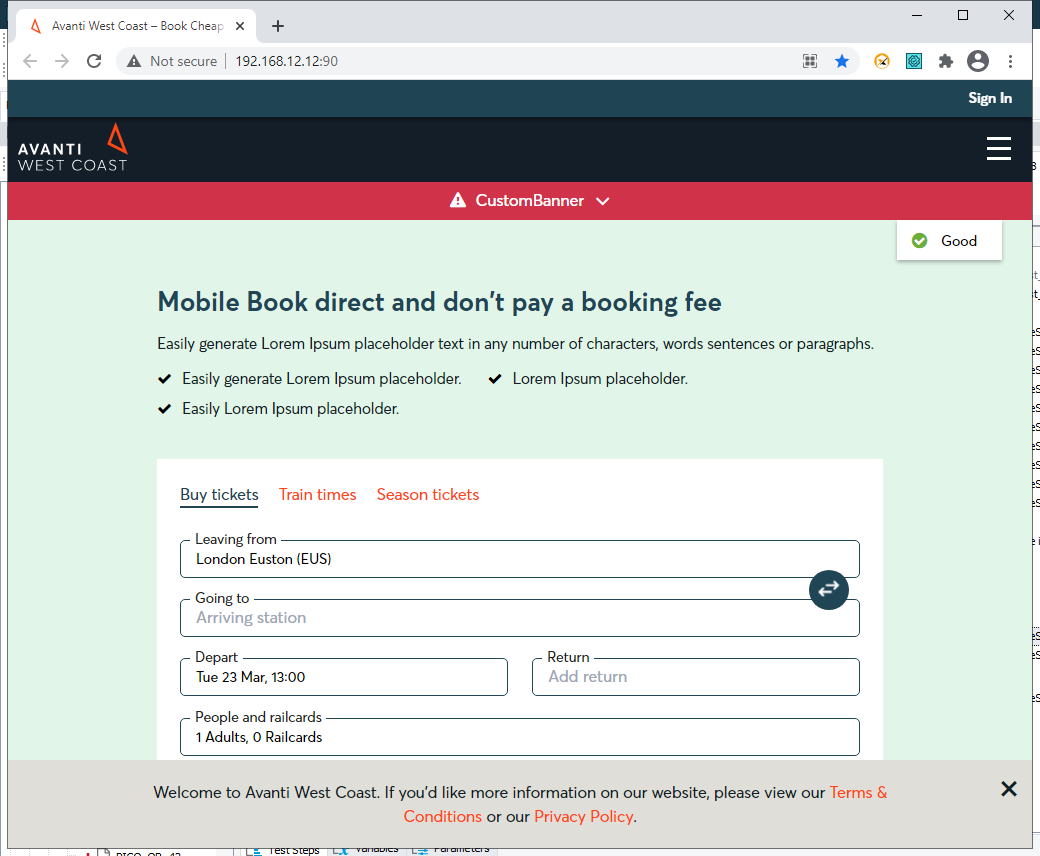 Avanti West Coast – Book Cheap
Not secure
192.168.12.12:90
Sign In
AVANTI
WEST COAST
CustomBanner
Good
Mobile Book direct and don't pay a booking fee
Easily generate Lorem Ipsum placeholder text in any number of characters, words sentences or paragraphs.
Easily generate Lorem Ipsum placeholder. Lorem Ipsum placeholder.
Easily Lorem Ipsum placeholder.
Buy tickets Train times Season tickets
Leaving from
London Euston (EUS)
Going to
Arriving station
Depart Return
Tue 23 Mar, 13:00 Add return
People and railcards
1 Adults, 0 Railcards
Welcome to Avanti West Coast. If you'd like more information on our website, please view our Terms &
Conditions or our Privacy Policy.
Test Steps Variables Parameters